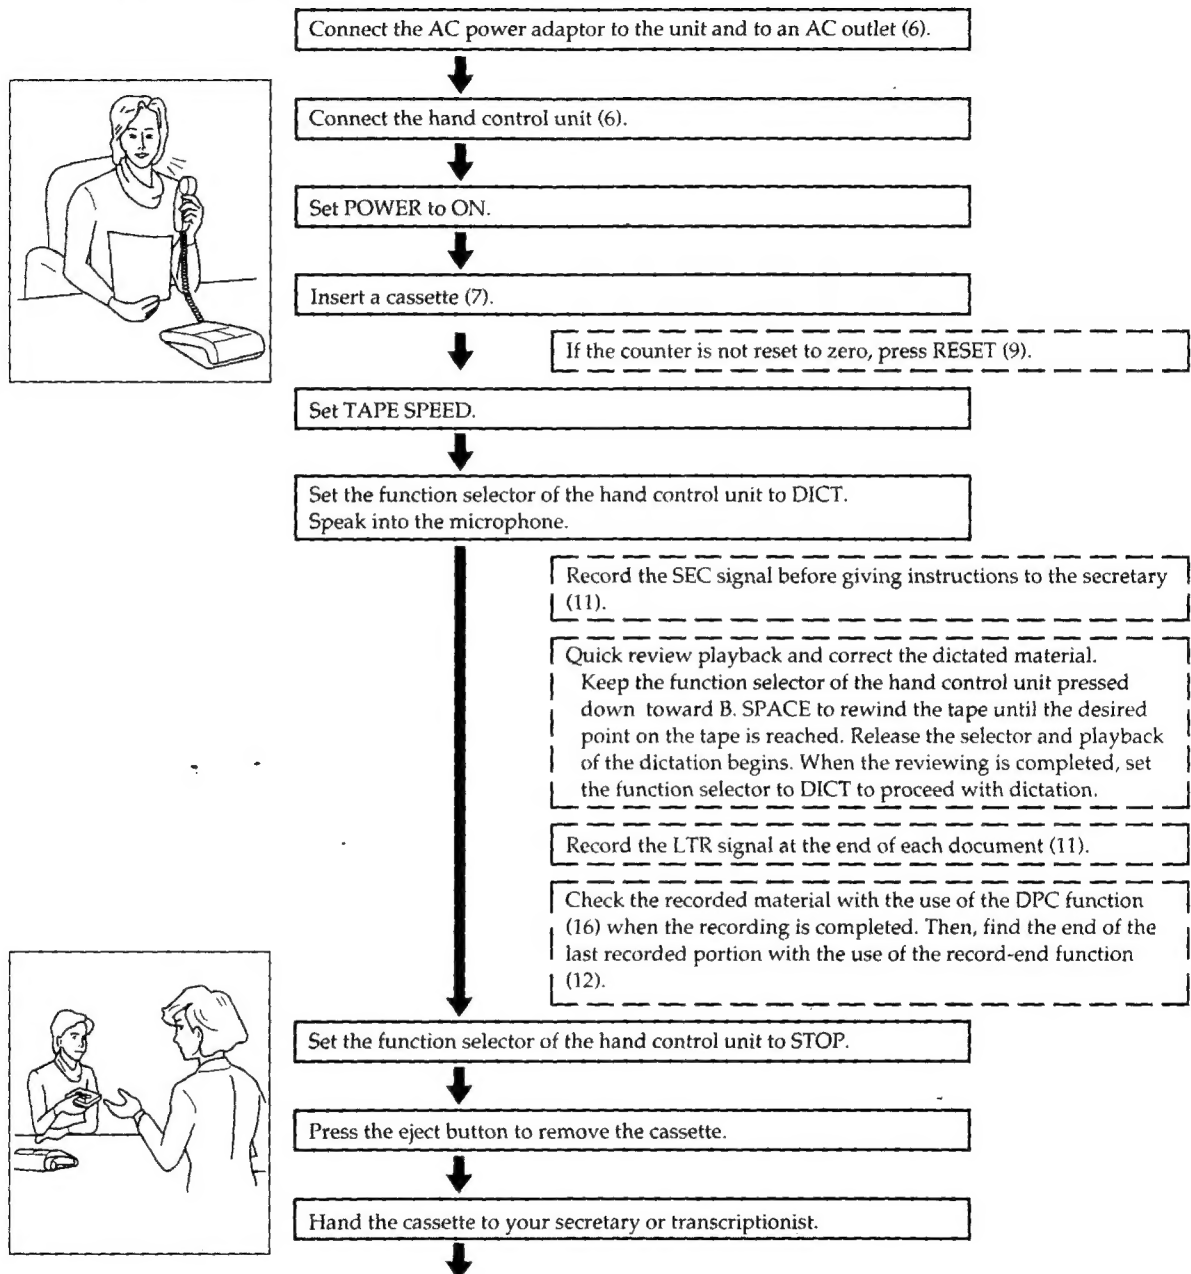 Connect the AC power adaptor to the unit and to an AC outlet (6).
Connect the hand control unit (6).
Set POWER to ON.
Insert a cassette (7).
If the counter is not reset to zero, press RESET (9).
Set TAPE SPEED.
Set the function selector of the hand control unit to DICT.
Speak into the microphone.
Record the SEC signal before giving instructions to the secretary
(11).
Quick review playback and correct the dictated material.
Keep the function selector of the hand control unit pressed
down toward B. SPACE to rewind the tape until the desired
point on the tape is reached. Release the selector and playback
of the dictation begins. When the reviewing is completed, set
the function selector to DICT to proceed with dictation.
Record the LTR signal at the end of each document (11).
Check the recorded material with the use of the DPC function
(16) when the recording is completed. Then, find the end of the
last recorded portion with the use of the record-end function
(12).
Set the function selector of the hand control unit to STOP.
Press the eject button to remove the cassette.
Hand the cassette to your secretary or transcriptionist.